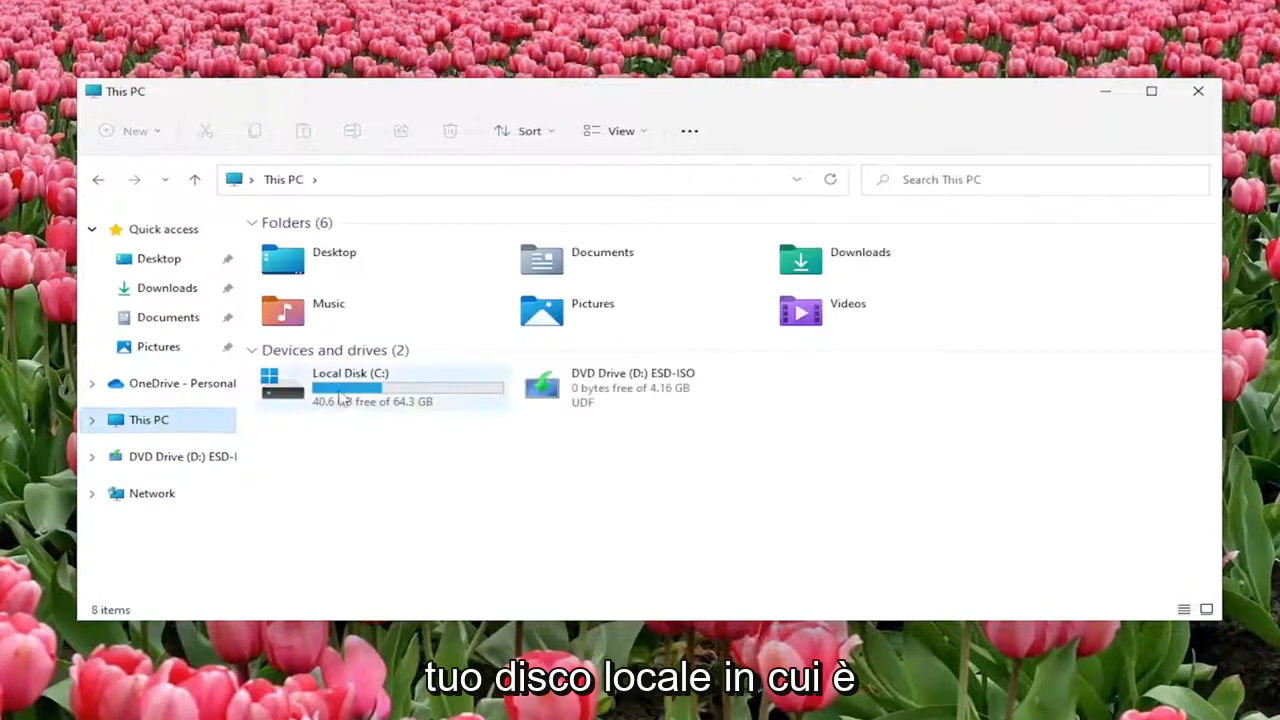 This PC
New
Sort
View
This PC
Search This PC
Quick access
Desktop
Downloads
Documents
Pictures
OneDrive - Personal
This PC
DVD Drive (D:) ESD-I
Network
Folders (6)
Desktop
Documents
Downloads
Music
Pictures
Videos
Devices and drives (2)
Local Disk (C:)
40.6 GB free of 64.3 GB
DVD Drive (D:) ESD-ISO
0 bytes free of 4.16 GB
UDF
8 items
tuo disco locale in cui è